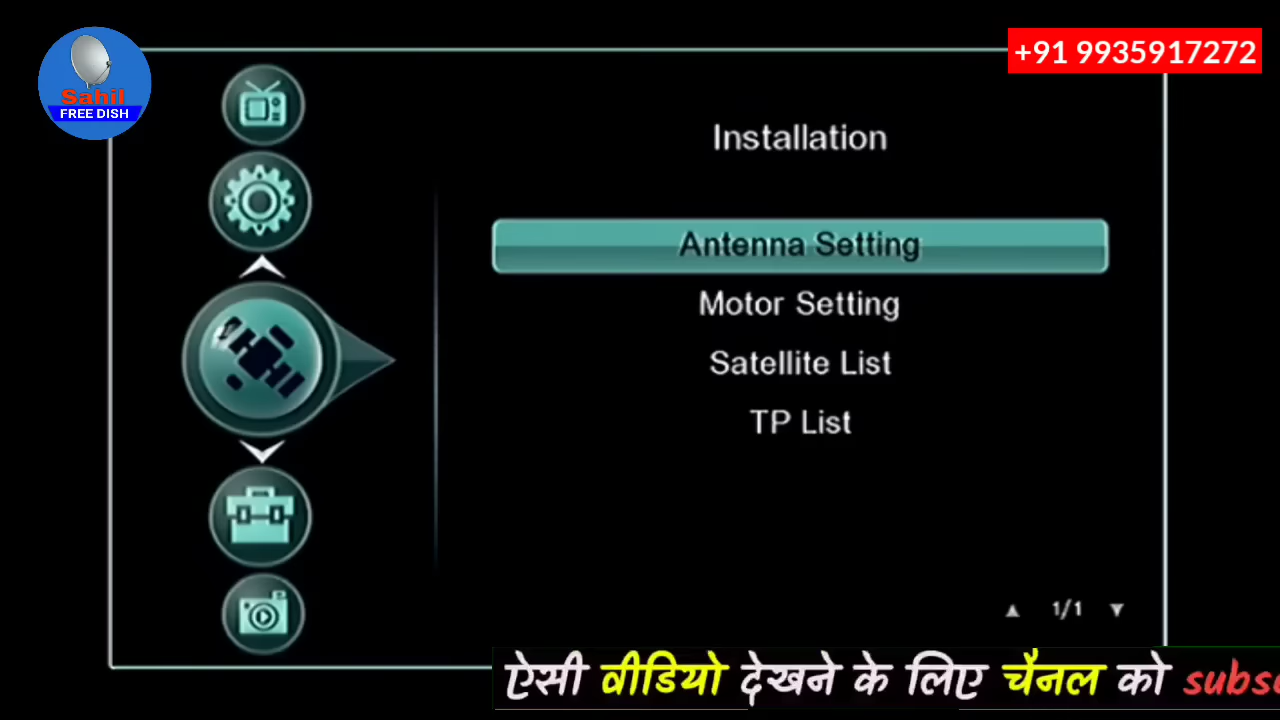 Sahil
FREE DISH
+91 9935917272
Installation
Antenna Setting
Motor Setting
Satellite List
TP List
1/1
ऐसी वीडियो देखने के लिए चैनल को